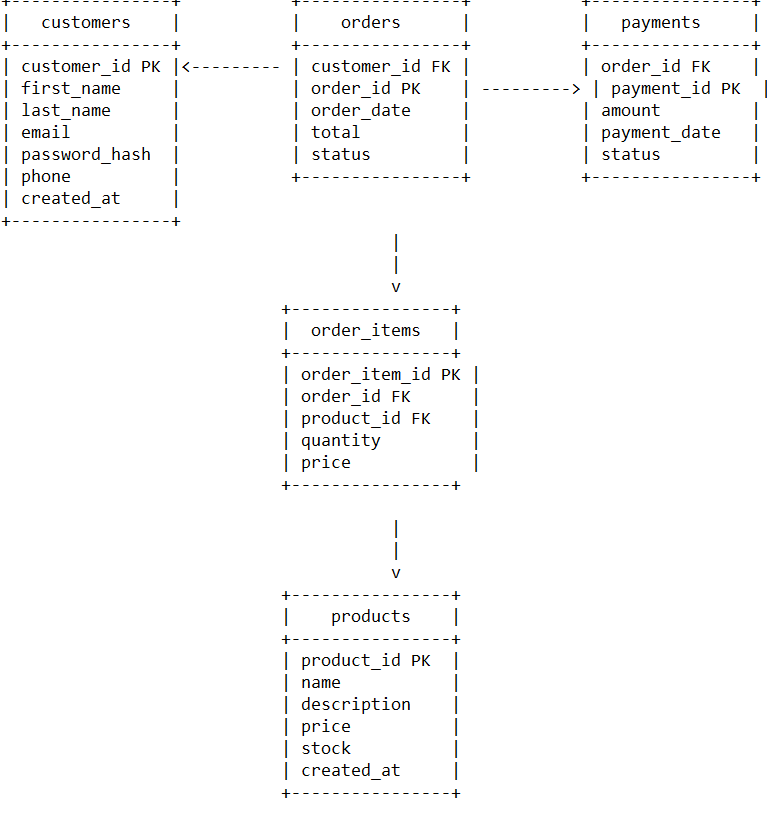 +----------------+           +----------------+           +----------------+
|   customers    |           |    orders      |           |   payments     |
+----------------+           +----------------+           +----------------+
| customer_id PK |<--------- | customer_id FK |           | order_id FK    |
| first_name     |           | order_id PK    | ---------> | payment_id PK  |
| last_name      |           | order_date     |           | amount         |
| email          |           | total          |           | payment_date   |
| password_hash  |           | status         |           | status         |
| phone          |           +----------------+           +----------------+
| created_at     |
+----------------+
                                       |
                                       |
                                       v
                            +----------------+
                            |  order_items   |
                            +----------------+
                            | order_item_id PK |
                            | order_id FK      |
                            | product_id FK    |
                            | quantity         |
                            | price            |
                            +----------------+
                                       |
                                       |
                                       v
                            +----------------+
                            |    products    |
                            +----------------+
                            | product_id PK  |
                            | name           |
                            | description    |
                            | price          |
                            | stock          |
                            | created_at     |
                            +----------------+